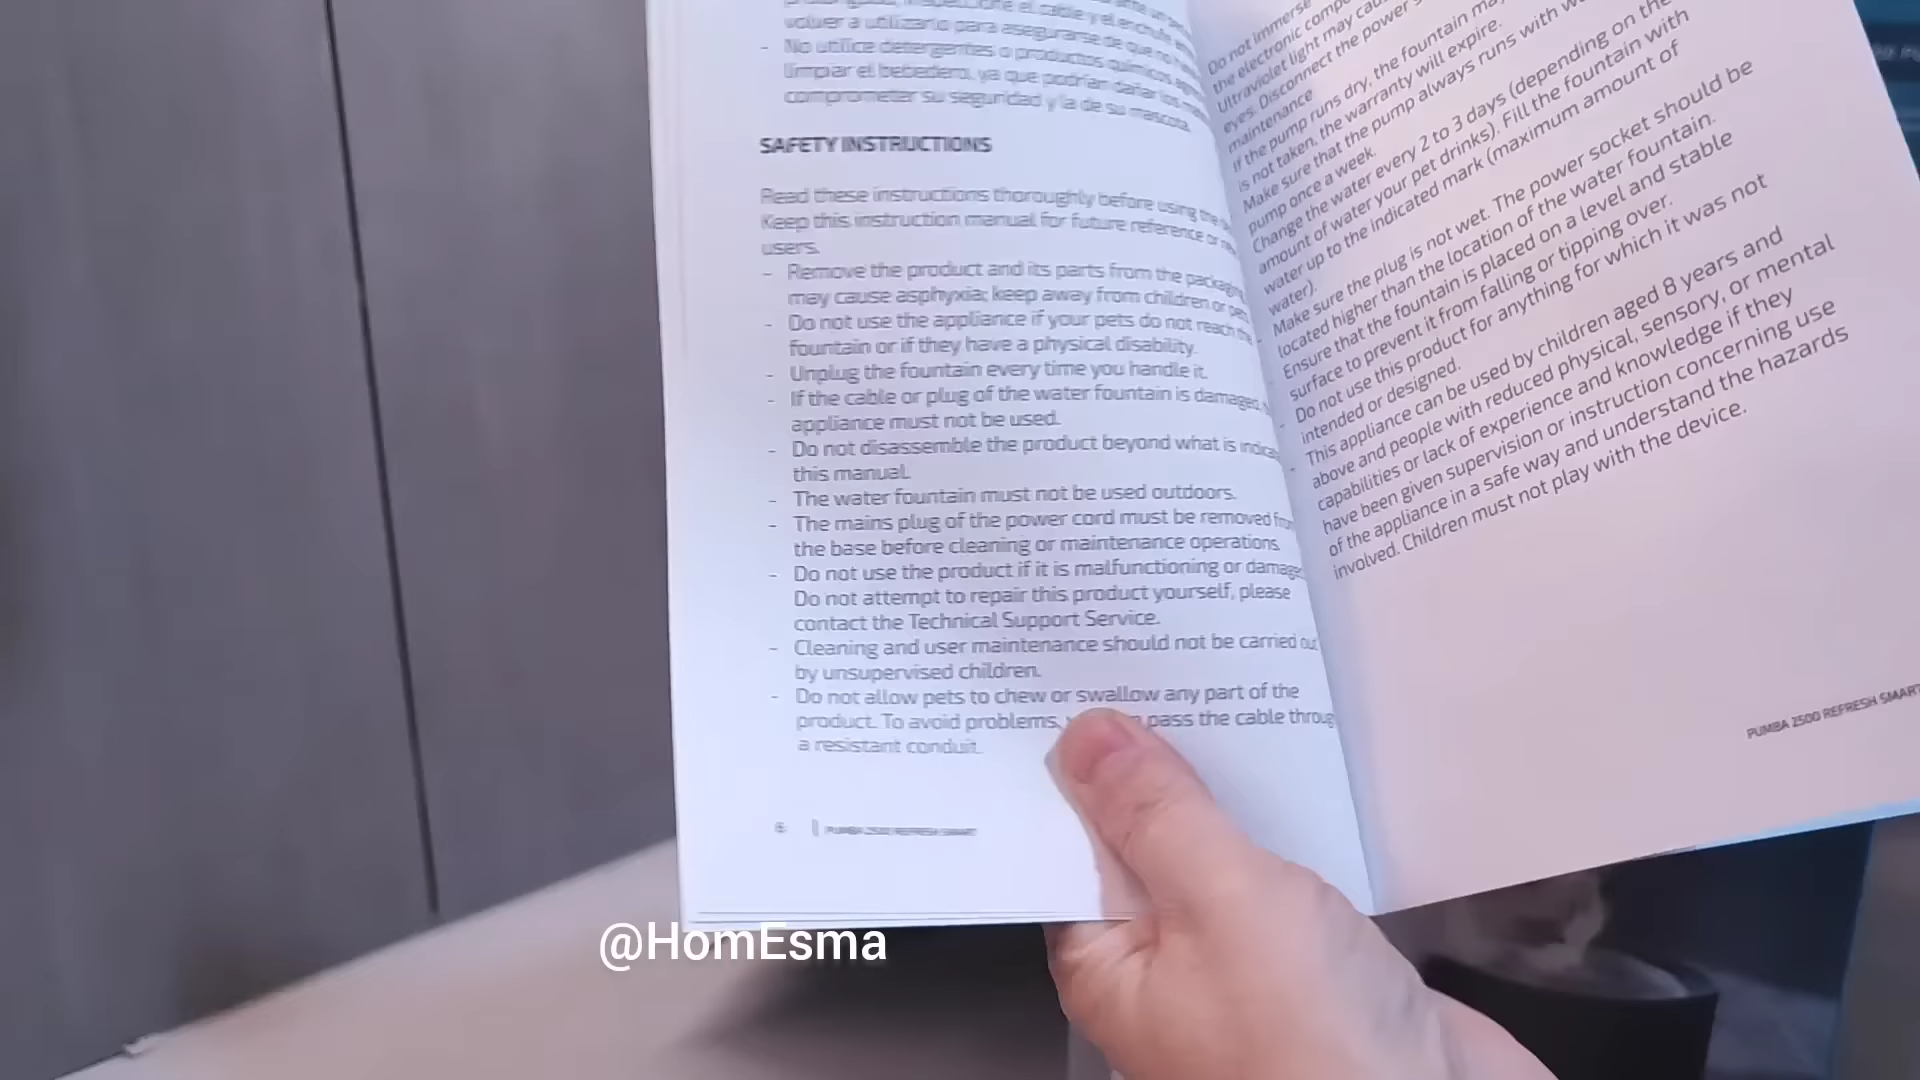 el cable y el enchufe
volver a utilizarlo para asegurarse de que no
- No utilice detergentes o productos químicos
limpiar el bebedero, ya que podrían dañar los
comprometer su seguridad y la de su mascota.
SAFETY INSTRUCTIONS
Read these instructions thoroughly before using the
Keep this instruction manual for future reference or
users.
- Remove the product and its parts from the packaging
may cause asphyxia; keep away from children or pets
- Do not use the appliance if your pets do not reach the
fountain or if they have a physical disability.
- Unplug the fountain every time you handle it.
- If the cable or plug of the water fountain is damaged,
appliance must not be used.
- Do not disassemble the product beyond what is
this manual.
- The water fountain must not be used outdoors.
- The mains plug of the power cord must be removed from
the base before cleaning or maintenance operations.
- Do not use the product if it is malfunctioning or
Do not attempt to repair this product yourself, please
contact the Technical Support Service.
- Cleaning and user maintenance should not be carried out
by unsupervised children.
- Do not allow pets to chew or swallow any part of the
product. To avoid problems, pass the cable
a resistant conduit.
6 | PUMBA 2500 REFRESH SMART
Do not immerse
the electronic
Ultraviolet light may
eyes. Disconnect the power
maintenance
If the pump runs dry, the fountain
is not taken, the warranty will expire.
Make sure that the pump always runs with
pump once a week.
Change the water every 2 to 3 days (depending on the
amount of water your pet drinks). Fill the fountain with
water up to the indicated mark (maximum amount of
water).
Make sure the plug is not wet. The power socket should be
located higher than the location of the water fountain.
- Ensure that the fountain is placed on a level and stable
surface to prevent it from falling or tipping over.
- Do not use this product for anything for which it was not
intended or designed.
- This appliance can be used by children aged 8 years and
above and people with reduced physical, sensory, or mental
capabilities or lack of experience and knowledge if they
have been given supervision or instruction concerning use
of the appliance in a safe way and understand the hazards
involved. Children must not play with the device.
PUMBA 2500 REFRESH SMART
@HomEsma